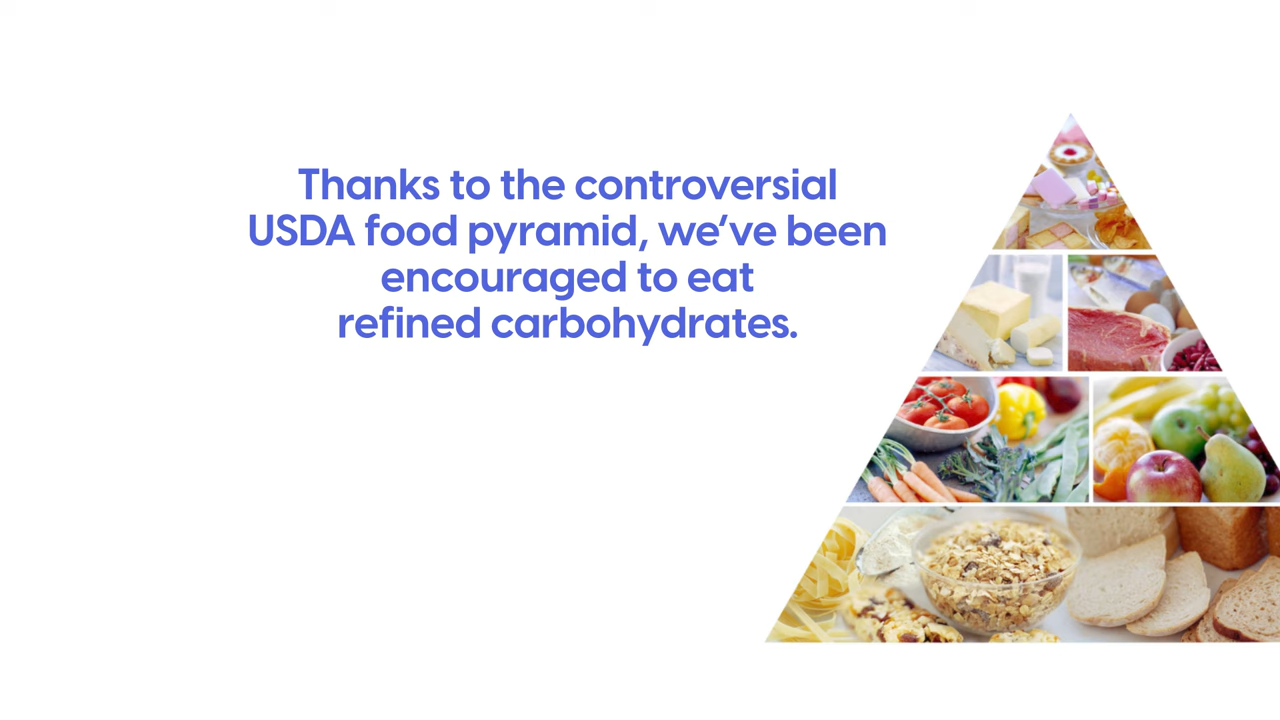 Thanks to the controversial
USDA food pyramid, we’ve been
encouraged to eat
refined carbohydrates.